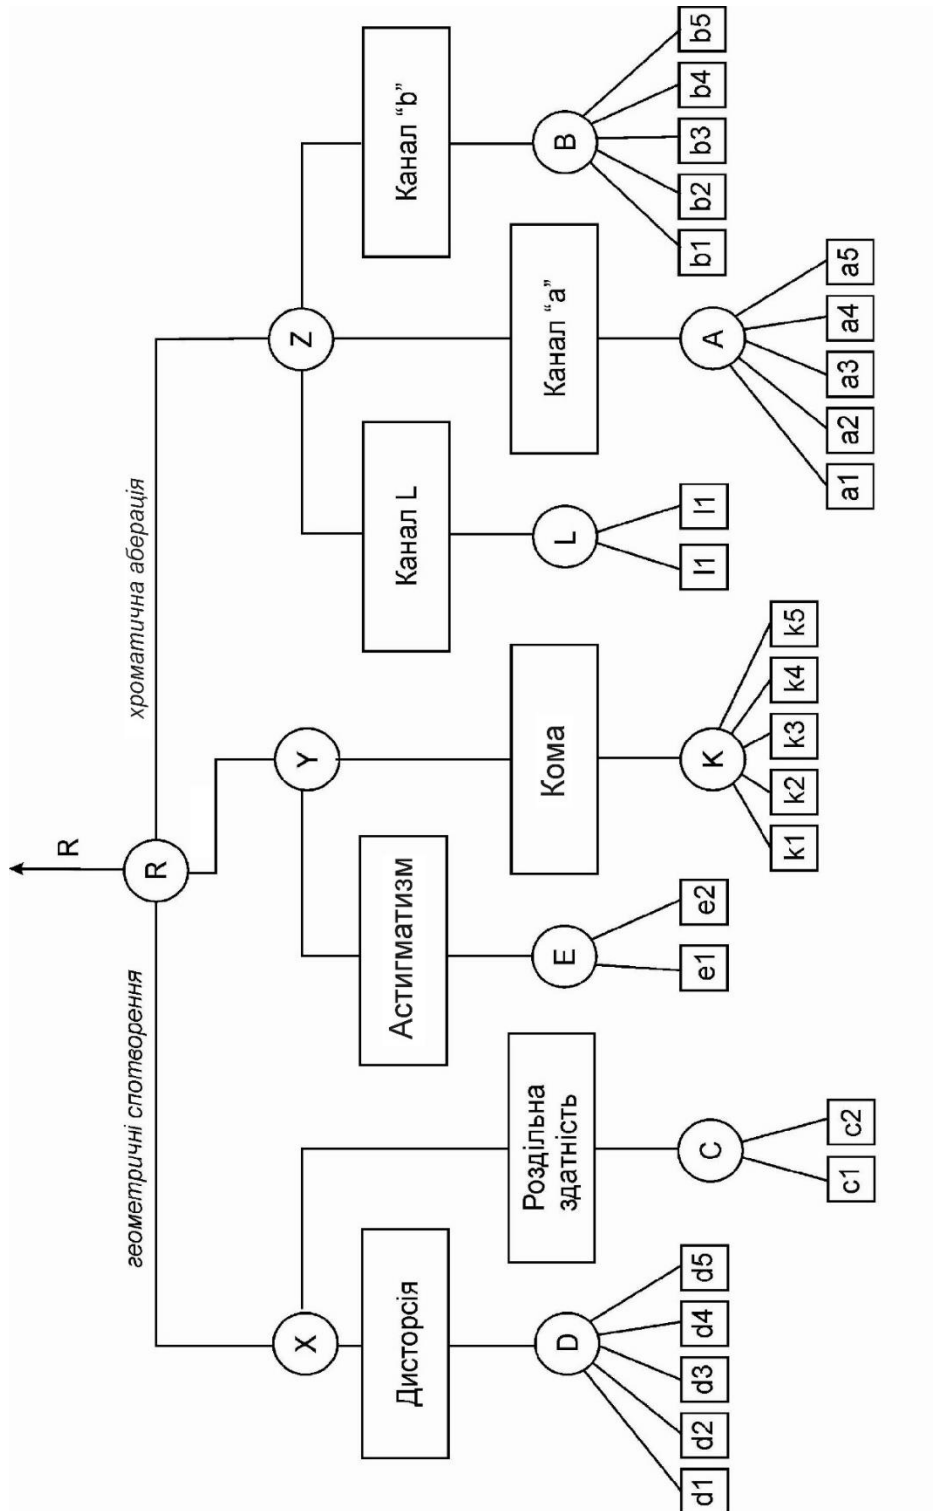 R
R
геометричні спотворення
хроматична аберація
X
Y
Z
Дисторсія
Роздільна
здатність
Астигматизм
Кома
Канал L
Канал "a"
Канал "b"
D
C
E
K
L
A
B
d1
d2
d3
d4
d5
c1
c2
e1
e2
k1
k2
k3
k4
k5
l1
l1
a1
a2
a3
a4
a5
b1
b2
b3
b4
b5